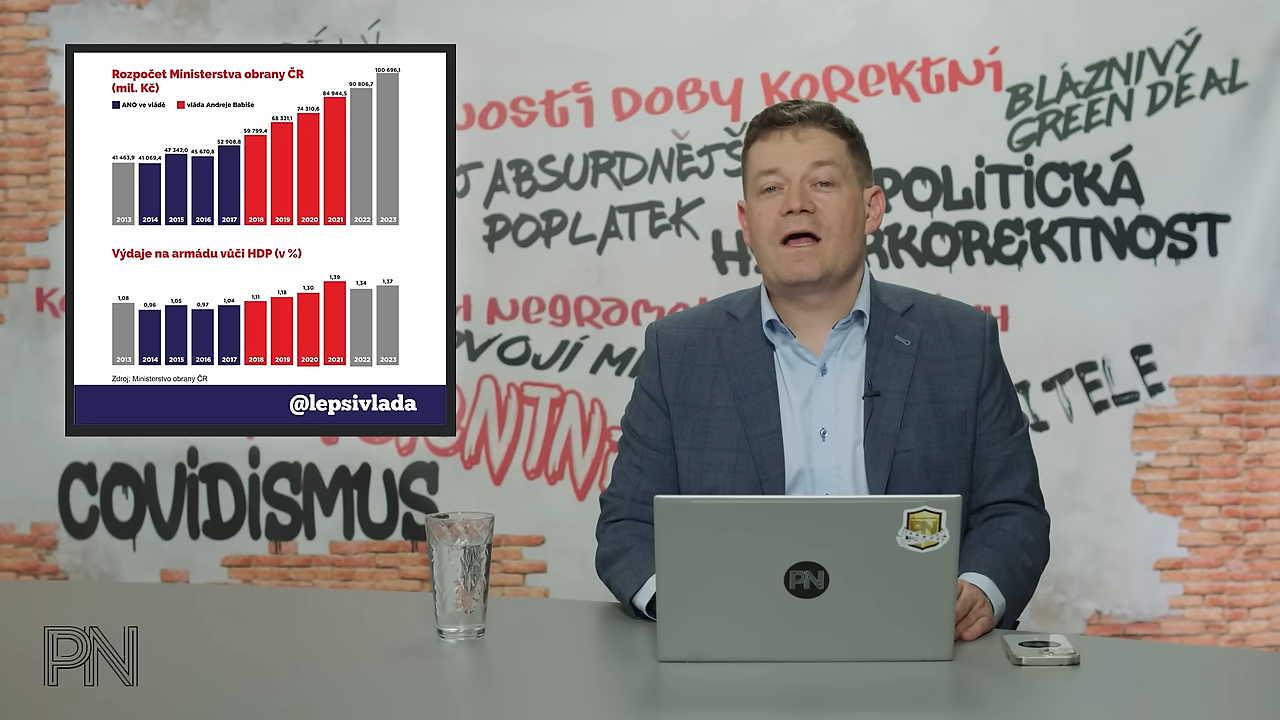 Rozpočet Ministerstva obrany ČR
(mil. Kč)
ANO ve vládě
vláda Andreje Babiše
41 463,9
41 069,4
47 342,0
45 670,8
52 908,8
59 799,4
68 321,1
74 310,6
84 944,5
90 806,7
100 696,1
2013 2014 2015 2016 2017 2018 2019 2020 2021 2022 2023
Výdaje na armádu vůči HDP (v %)
1,08 0,96 1,05 0,97 1,04 1,11 1,18 1,30 1,39 1,34 1,37
2013 2014 2015 2016 2017 2018 2019 2020 2021 2022 2023
Zdroj: Ministerstvo obrany ČR
@lepsivlada
DOBY KOREKTNÍ
BLÁZNIVÝ
GREEN DEAL
POPLATEK
POLITICKÁ
COVIDISMUS
PN
PN
PN